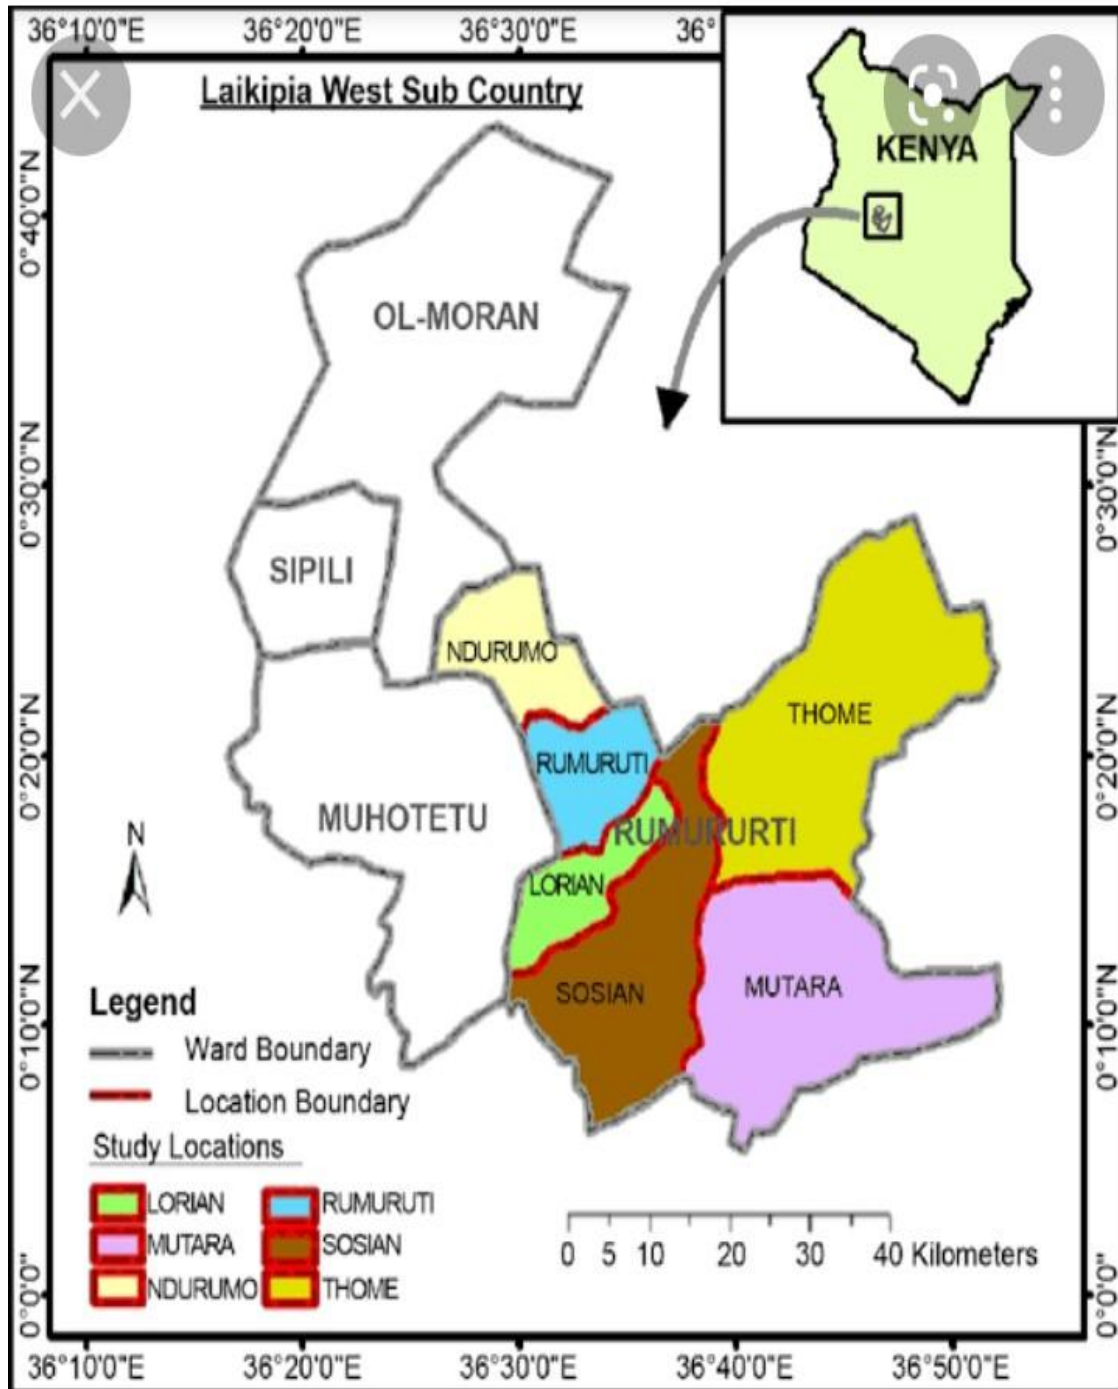 36°10'0"E 36°20'0"E 36°30'0"E 36°
Laikipia West Sub Country
KENYA
0°40'0"N
OL-MORAN
0°30'0"N
0°30'0"N
SIPILI
NDURUMO
THOME
0°20'0"N
RUMURUTI
0°20'0"N
MUHOTETU
RUMURURTI
N
LORIAN
SOSIAN
MUTARA
Legend
0°10'0"N
0°10'0"N
Ward Boundary
Location Boundary
Study Locations
LORIAN RUMURUTI
MUTARA SOSIAN
NDURUMO THOME
0 5 10 20 30 40 Kilometers
0°0'0"
0°0'0"
36°10'0"E 36°20'0"E 36°30'0"E 36°40'0"E 36°50'0"E